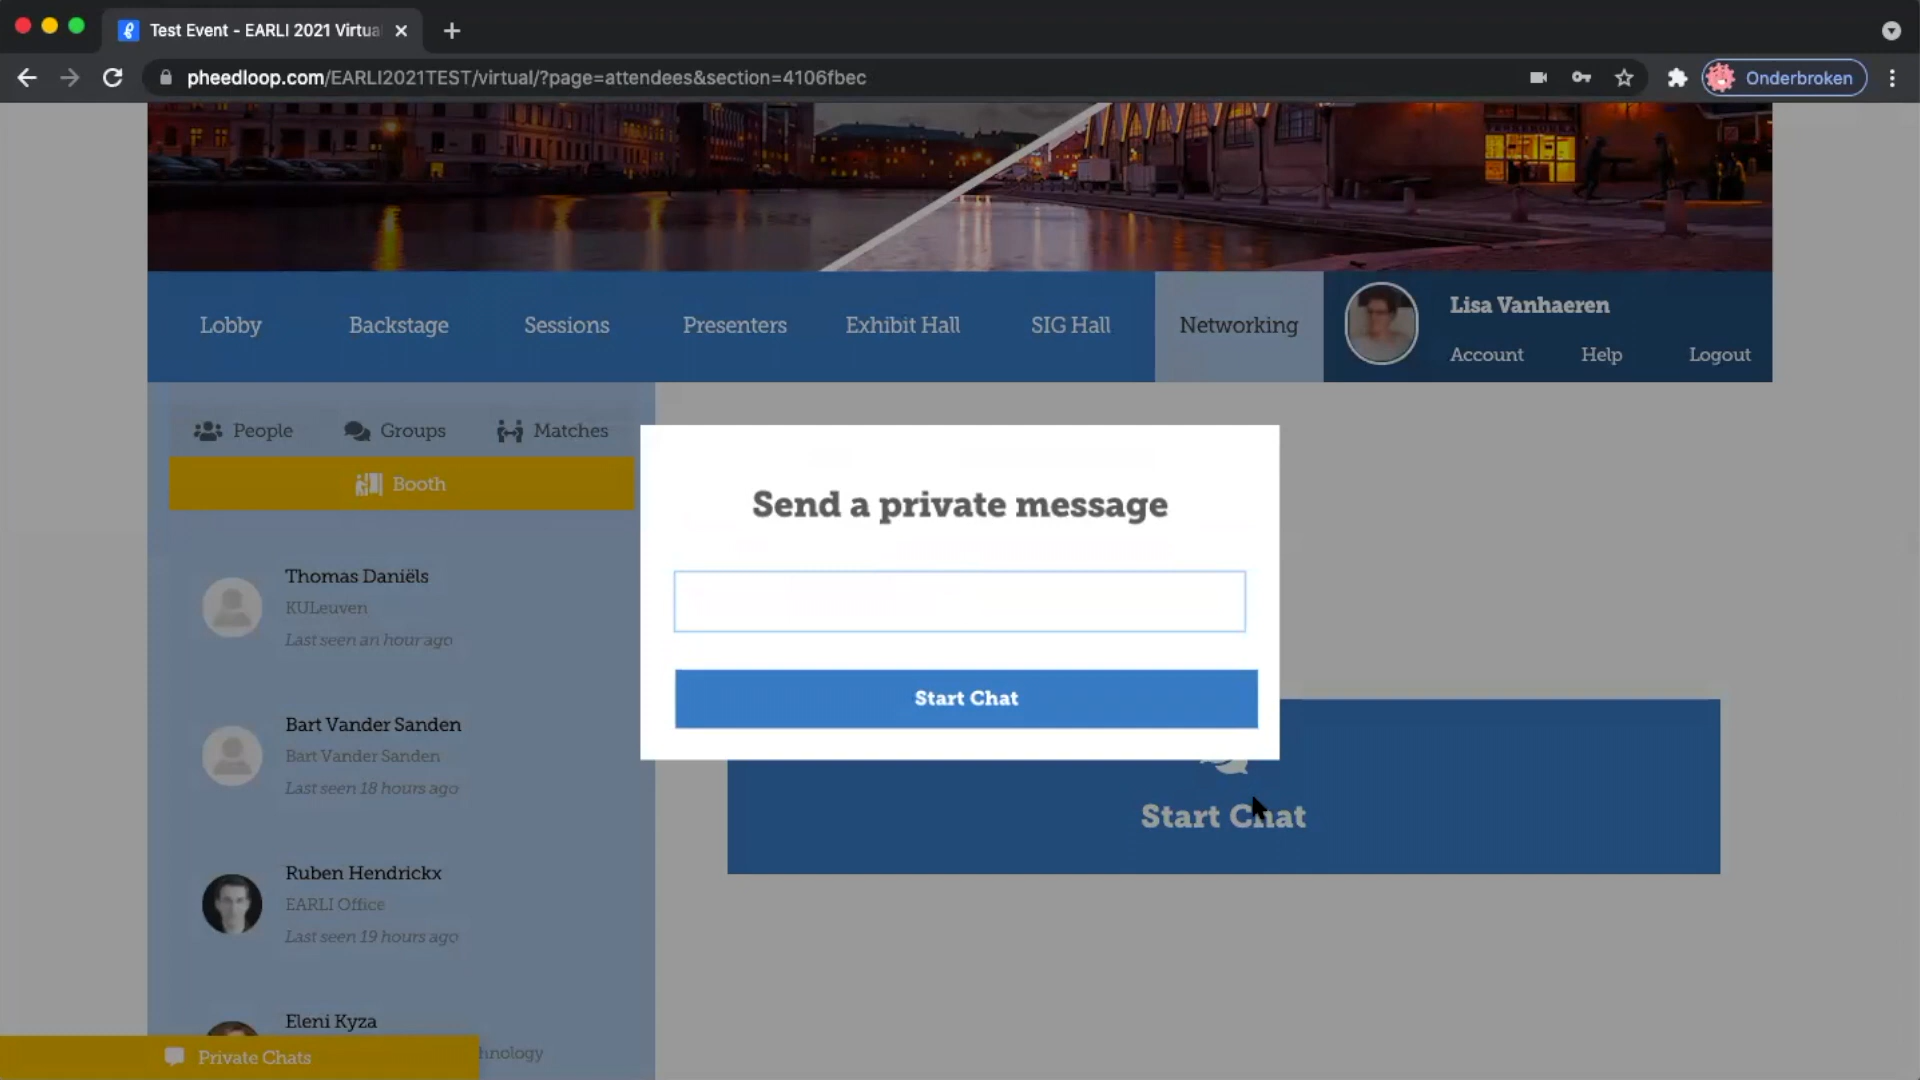 Test Event - EARLI 2021 Virtua
pheedloop.com/EARLI2021TEST/virtual/?page=attendees&section=4106fbec
Onderbroken
Lobby
Backstage
Sessions
Presenters
Exhibit Hall
SIG Hall
Networking
Lisa Vanhaeren
Account
Help
Logout
People
Groups
Matches
Booth
Send a private message
Start Chat
Thomas Daniëls
KULeuven
Last seen an hour ago
Bart Vander Sanden
Bart Vander Sanden
Last seen 18 hours ago
Start Chat
Ruben Hendrickx
EARLI Office
Last seen 19 hours ago
Eleni Kyza
hnology
Private Chats